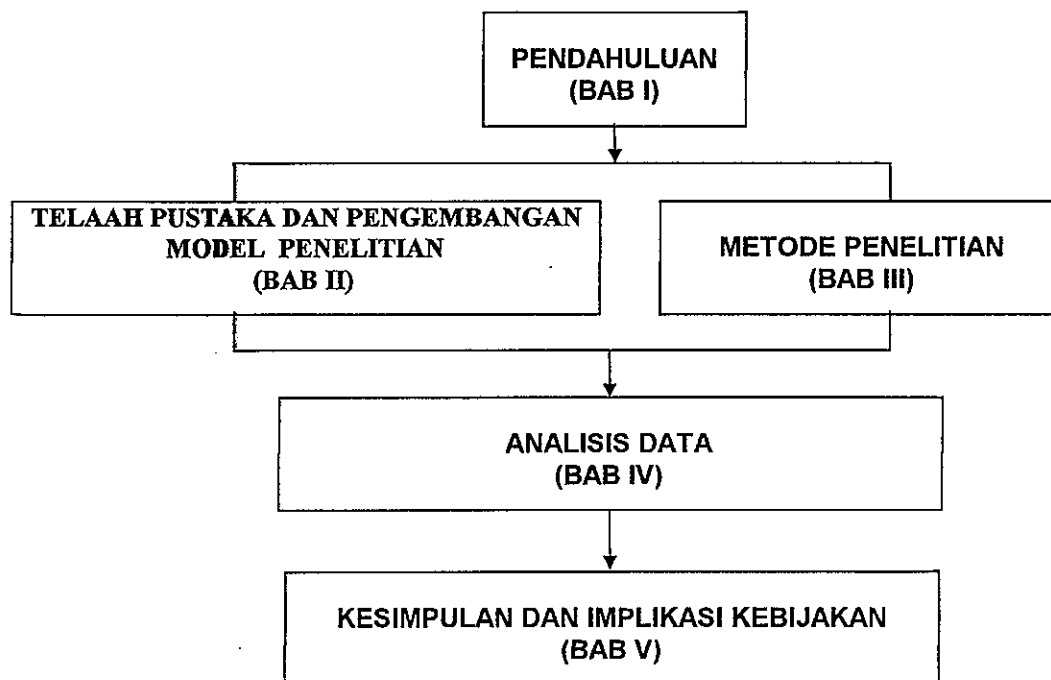 PENDAHULUAN
(BAB I)
TELAAH PUSTAKA DAN PENGEMBANGAN
MODEL PENELITIAN
(BAB II)
METODE PENELITIAN
(BAB III)
ANALISIS DATA
(BAB IV)
KESIMPULAN DAN IMPLIKASI KEBIJAKAN
(BAB V)